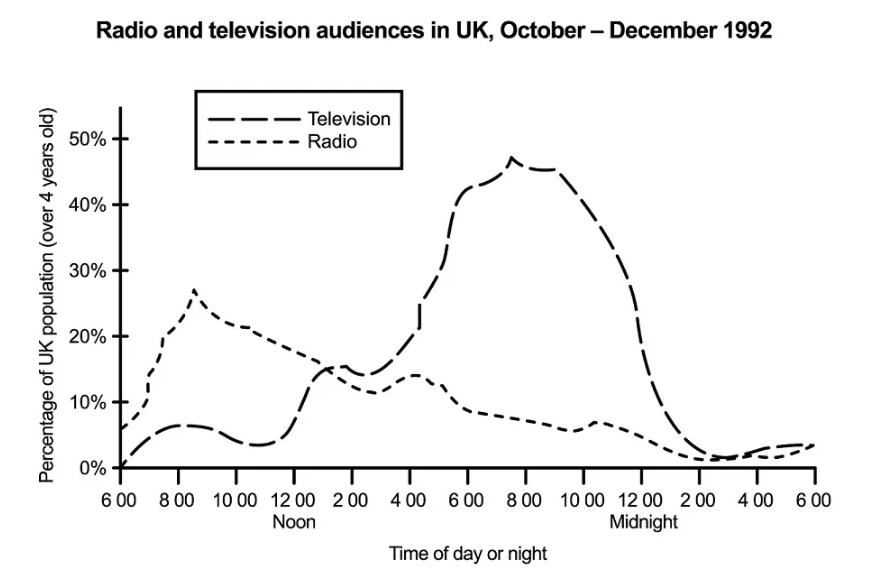 Radio and television audiences in UK, October – December 1992
Television
Radio
Percentage of UK population (over 4 years old)
50%
40%
30%
20%
10%
0%
6 00 8 00 10 00 12 00 2 00 4 00 6 00 8 00 10 00 12 00 2 00 4 00 6 00
Noon Midnight
Time of day or night